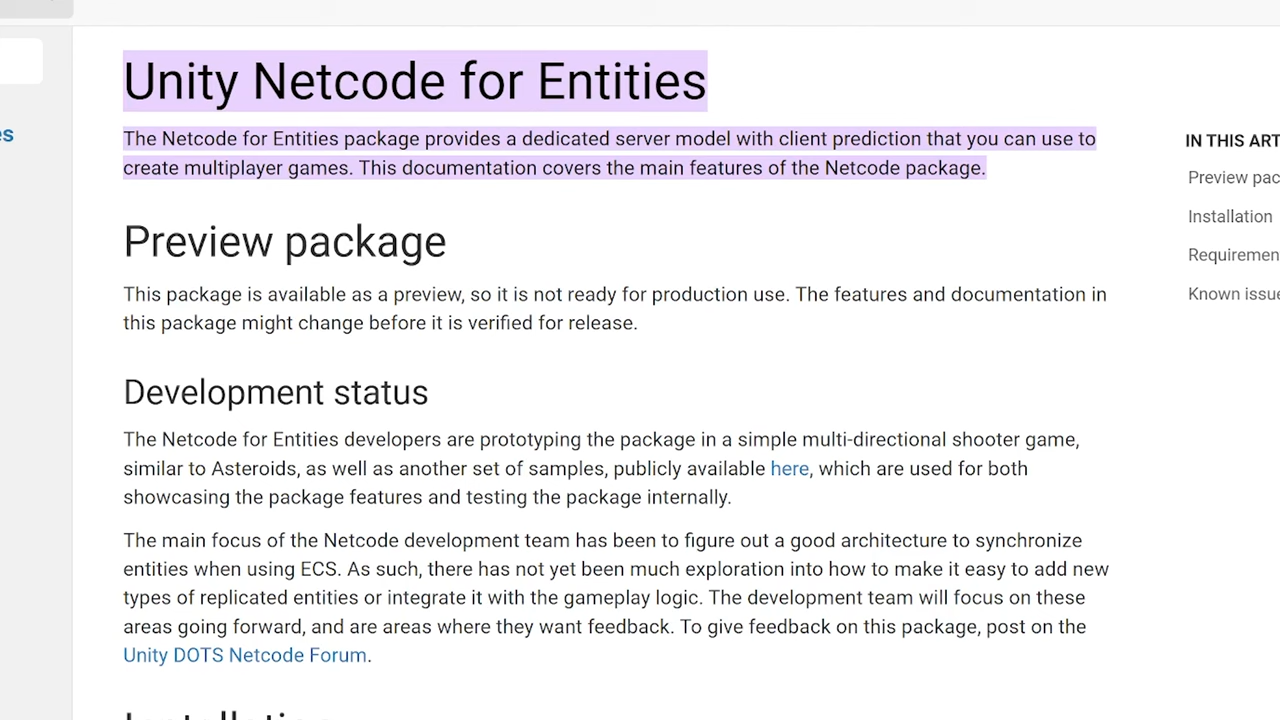 Unity Netcode for Entities
The Netcode for Entities package provides a dedicated server model with client prediction that you can use to
create multiplayer games. This documentation covers the main features of the Netcode package.
Preview package
This package is available as a preview, so it is not ready for production use. The features and documentation in
this package might change before it is verified for release.
Development status
The Netcode for Entities developers are prototyping the package in a simple multi-directional shooter game,
similar to Asteroids, as well as another set of samples, publicly available here, which are used for both
showcasing the package features and testing the package internally.
The main focus of the Netcode development team has been to figure out a good architecture to synchronize
entities when using ECS. As such, there has not yet been much exploration into how to make it easy to add new
types of replicated entities or integrate it with the gameplay logic. The development team will focus on these
areas going forward, and are areas where they want feedback. To give feedback on this package, post on the
Unity DOTS Netcode Forum.
IN THIS ART
Preview pac
Installation
Requiremen
Known issue
es